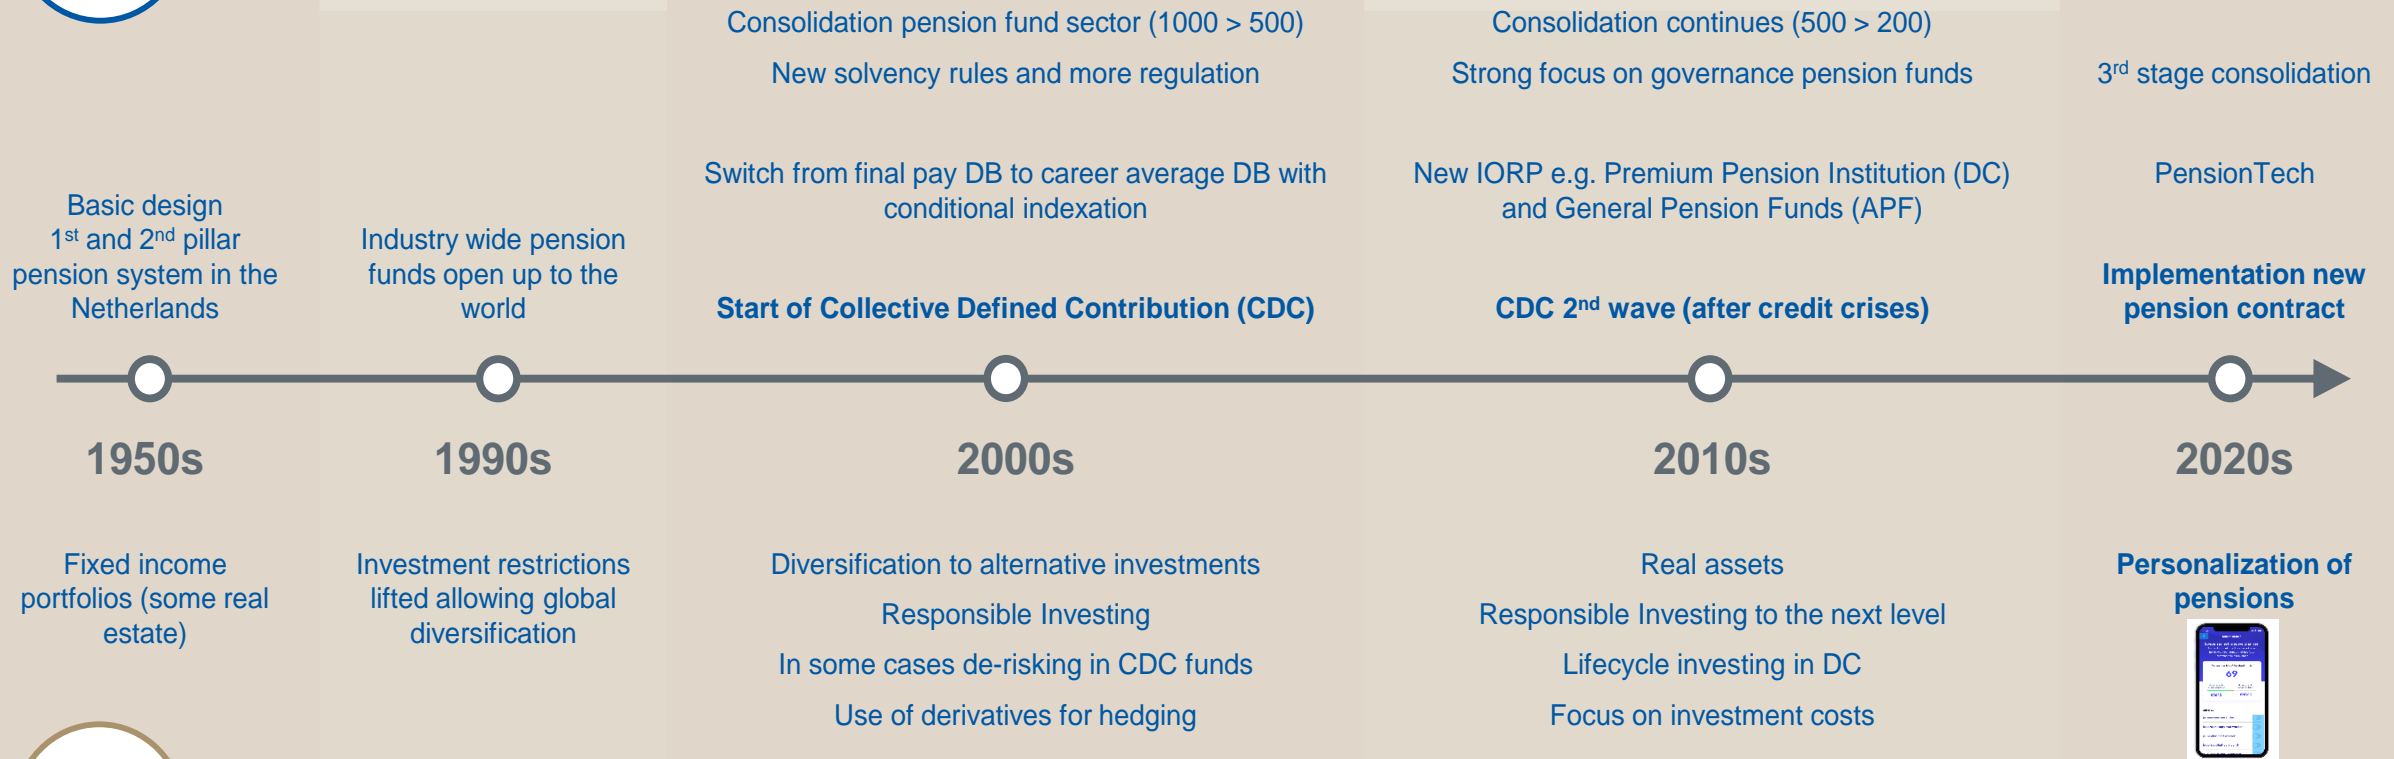 Consolidation pension fund sector (1000 > 500)
New solvency rules and more regulation
Switch from final pay DB to career average DB with
conditional indexation
Start of Collective Defined Contribution (CDC)
Consolidation continues (500 > 200)
Strong focus on governance pension funds
New IORP e.g. Premium Pension Institution (DC)
and General Pension Funds (APF)
CDC 2nd wave (after credit crises)
3rd stage consolidation
PensionTech
Implementation new
pension contract
Basic design
1st and 2nd pillar
pension system in the
Netherlands
Industry wide pension
funds open up to the
world
1950s
1990s
2000s
2010s
2020s
Fixed income
portfolios (some real
estate)
Investment restrictions
lifted allowing global
diversification
Diversification to alternative investments
Responsible Investing
In some cases de-risking in CDC funds
Use of derivatives for hedging
Real assets
Responsible Investing to the next level
Lifecycle investing in DC
Focus on investment costs
Personalization of
pensions
69